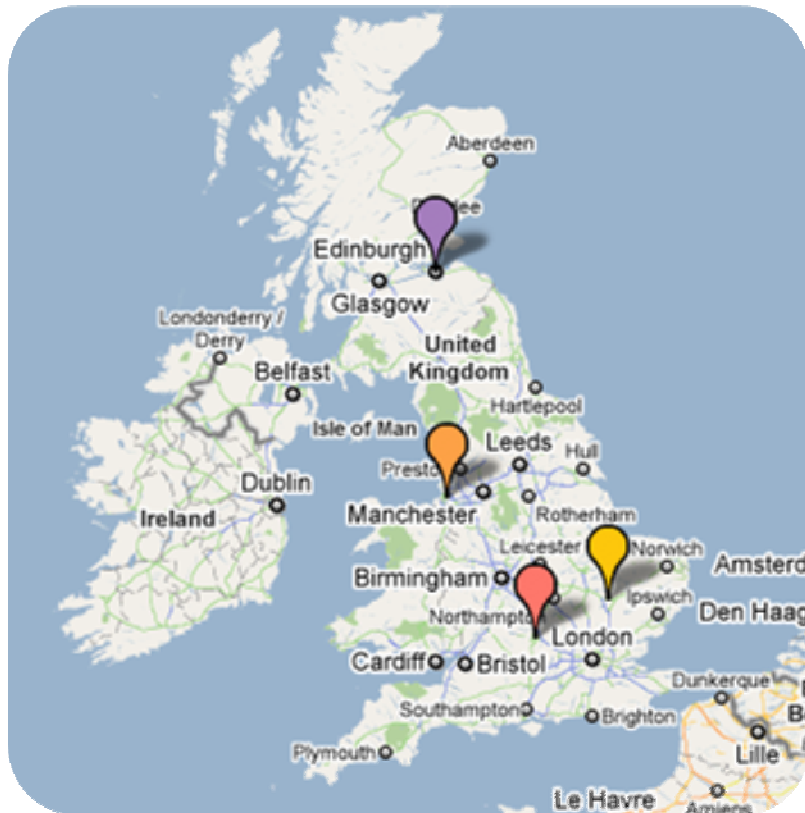 Aberdeen
Edinburgh
Glasgow
Londonderry /
Derry
Belfast
United
Kingdom
Hartlepool
Isle of Man
Leeds
Hull
Dublin
Manchester
Rotherham
Ireland
Leicester
Norwich
Amsterd
Birmingham
Ipswich
Den Haag
London
Cardiff
Bristol
Dunkerque
Southampton
Brighton
Lille
Plymouth
Le Havre
Amiens